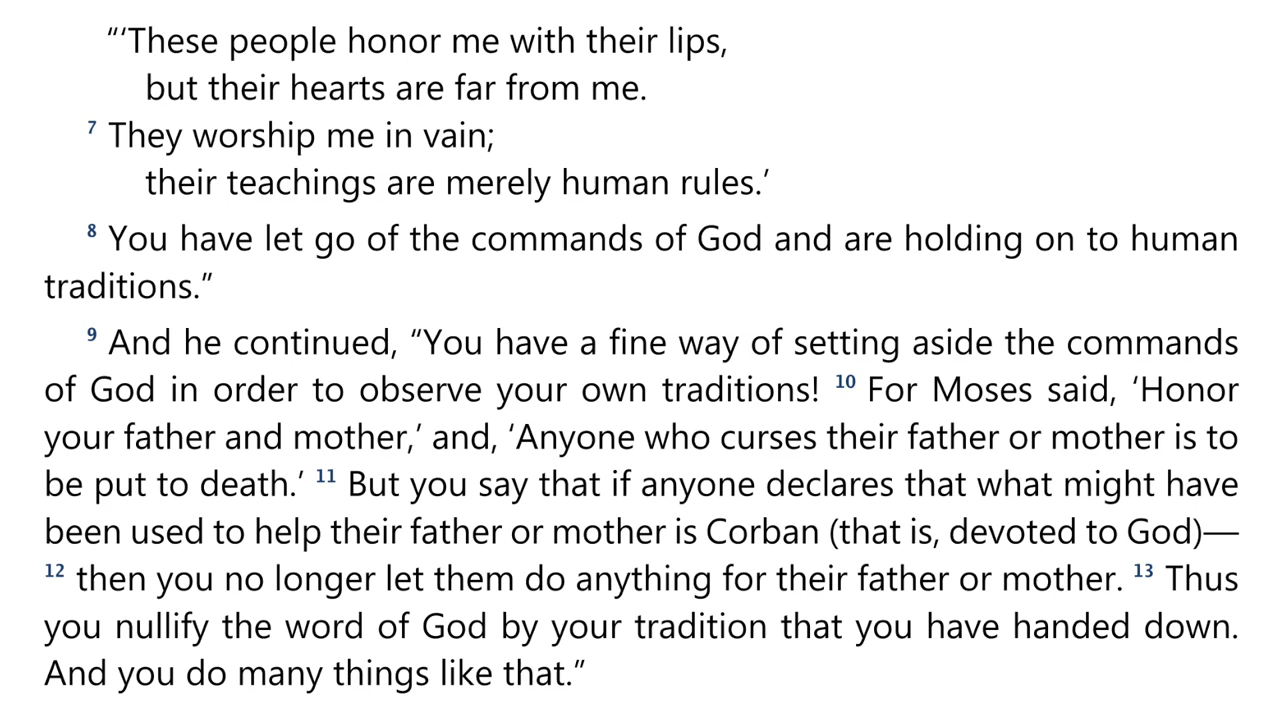 “‘These people honor me with their lips,
but their hearts are far from me.
7 They worship me in vain;
their teachings are merely human rules.’
8 You have let go of the commands of God and are holding on to human
traditions.”
9 And he continued, “You have a fine way of setting aside the commands
of God in order to observe your own traditions! 10 For Moses said, ‘Honor
your father and mother,’ and, ‘Anyone who curses their father or mother is to
be put to death.’ 11 But you say that if anyone declares that what might have
been used to help their father or mother is Corban (that is, devoted to God)—
12 then you no longer let them do anything for their father or mother. 13 Thus
you nullify the word of God by your tradition that you have handed down.
And you do many things like that.”